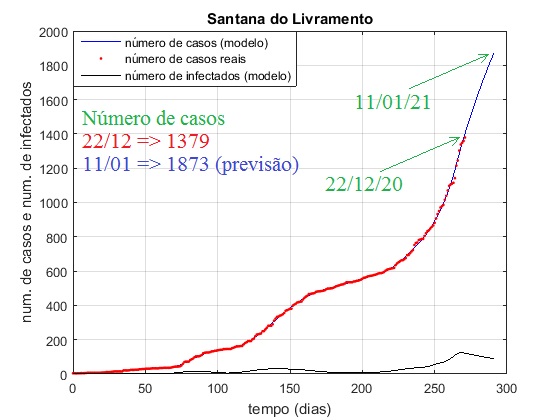 Santana do Livramento
2000
1800
1600
1400
1200
1000
800
600
400
200
0
num. de casos e num. de infectados
número de casos (modelo)
número de casos reais
número de infectados (modelo)
Número de casos
22/12 => 1379
11/01 => 1873 (previsão)
11/01/21
22/12/20
0 50 100 150 200 250 300
tempo (dias)